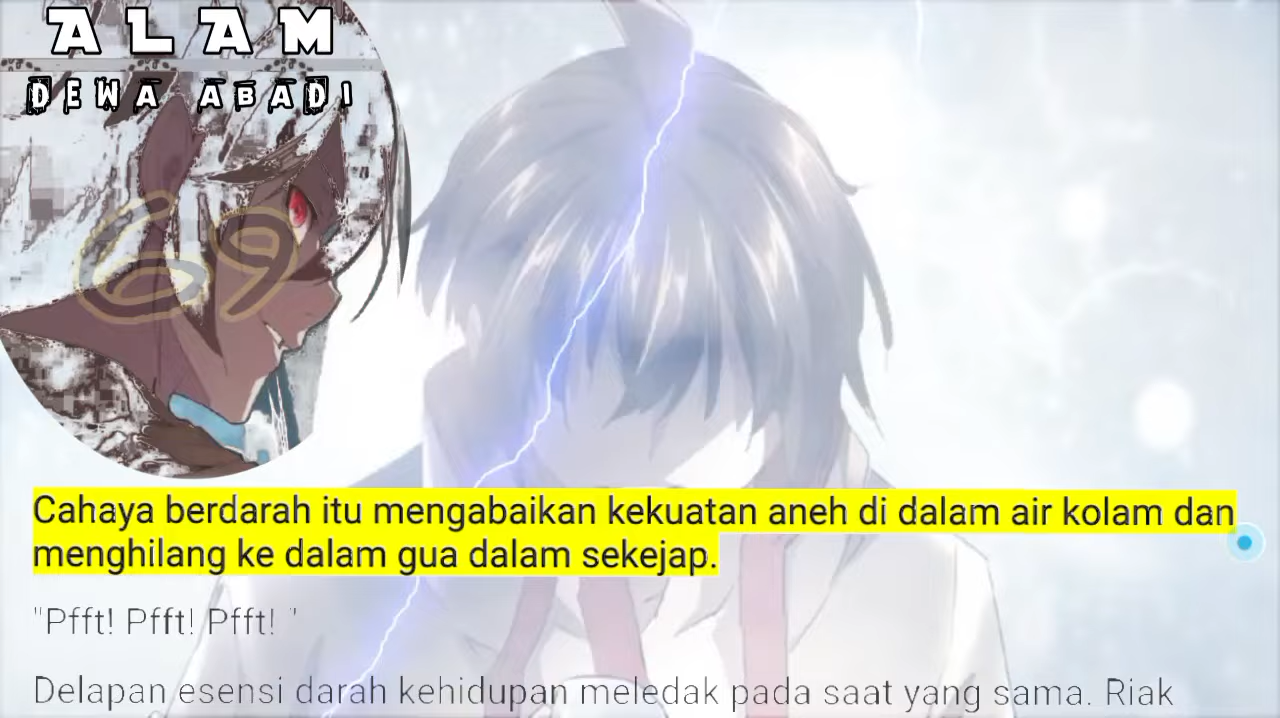 ALAM
DEWA ABADI
69
Cahaya berdarah itu mengabaikan kekuatan aneh di dalam air kolam dan
menghilang ke dalam gua dalam sekejap.
"Pfft! Pfft! Pfft! "
Delapan esensi darah kehidupan meledak pada saat yang sama. Riak